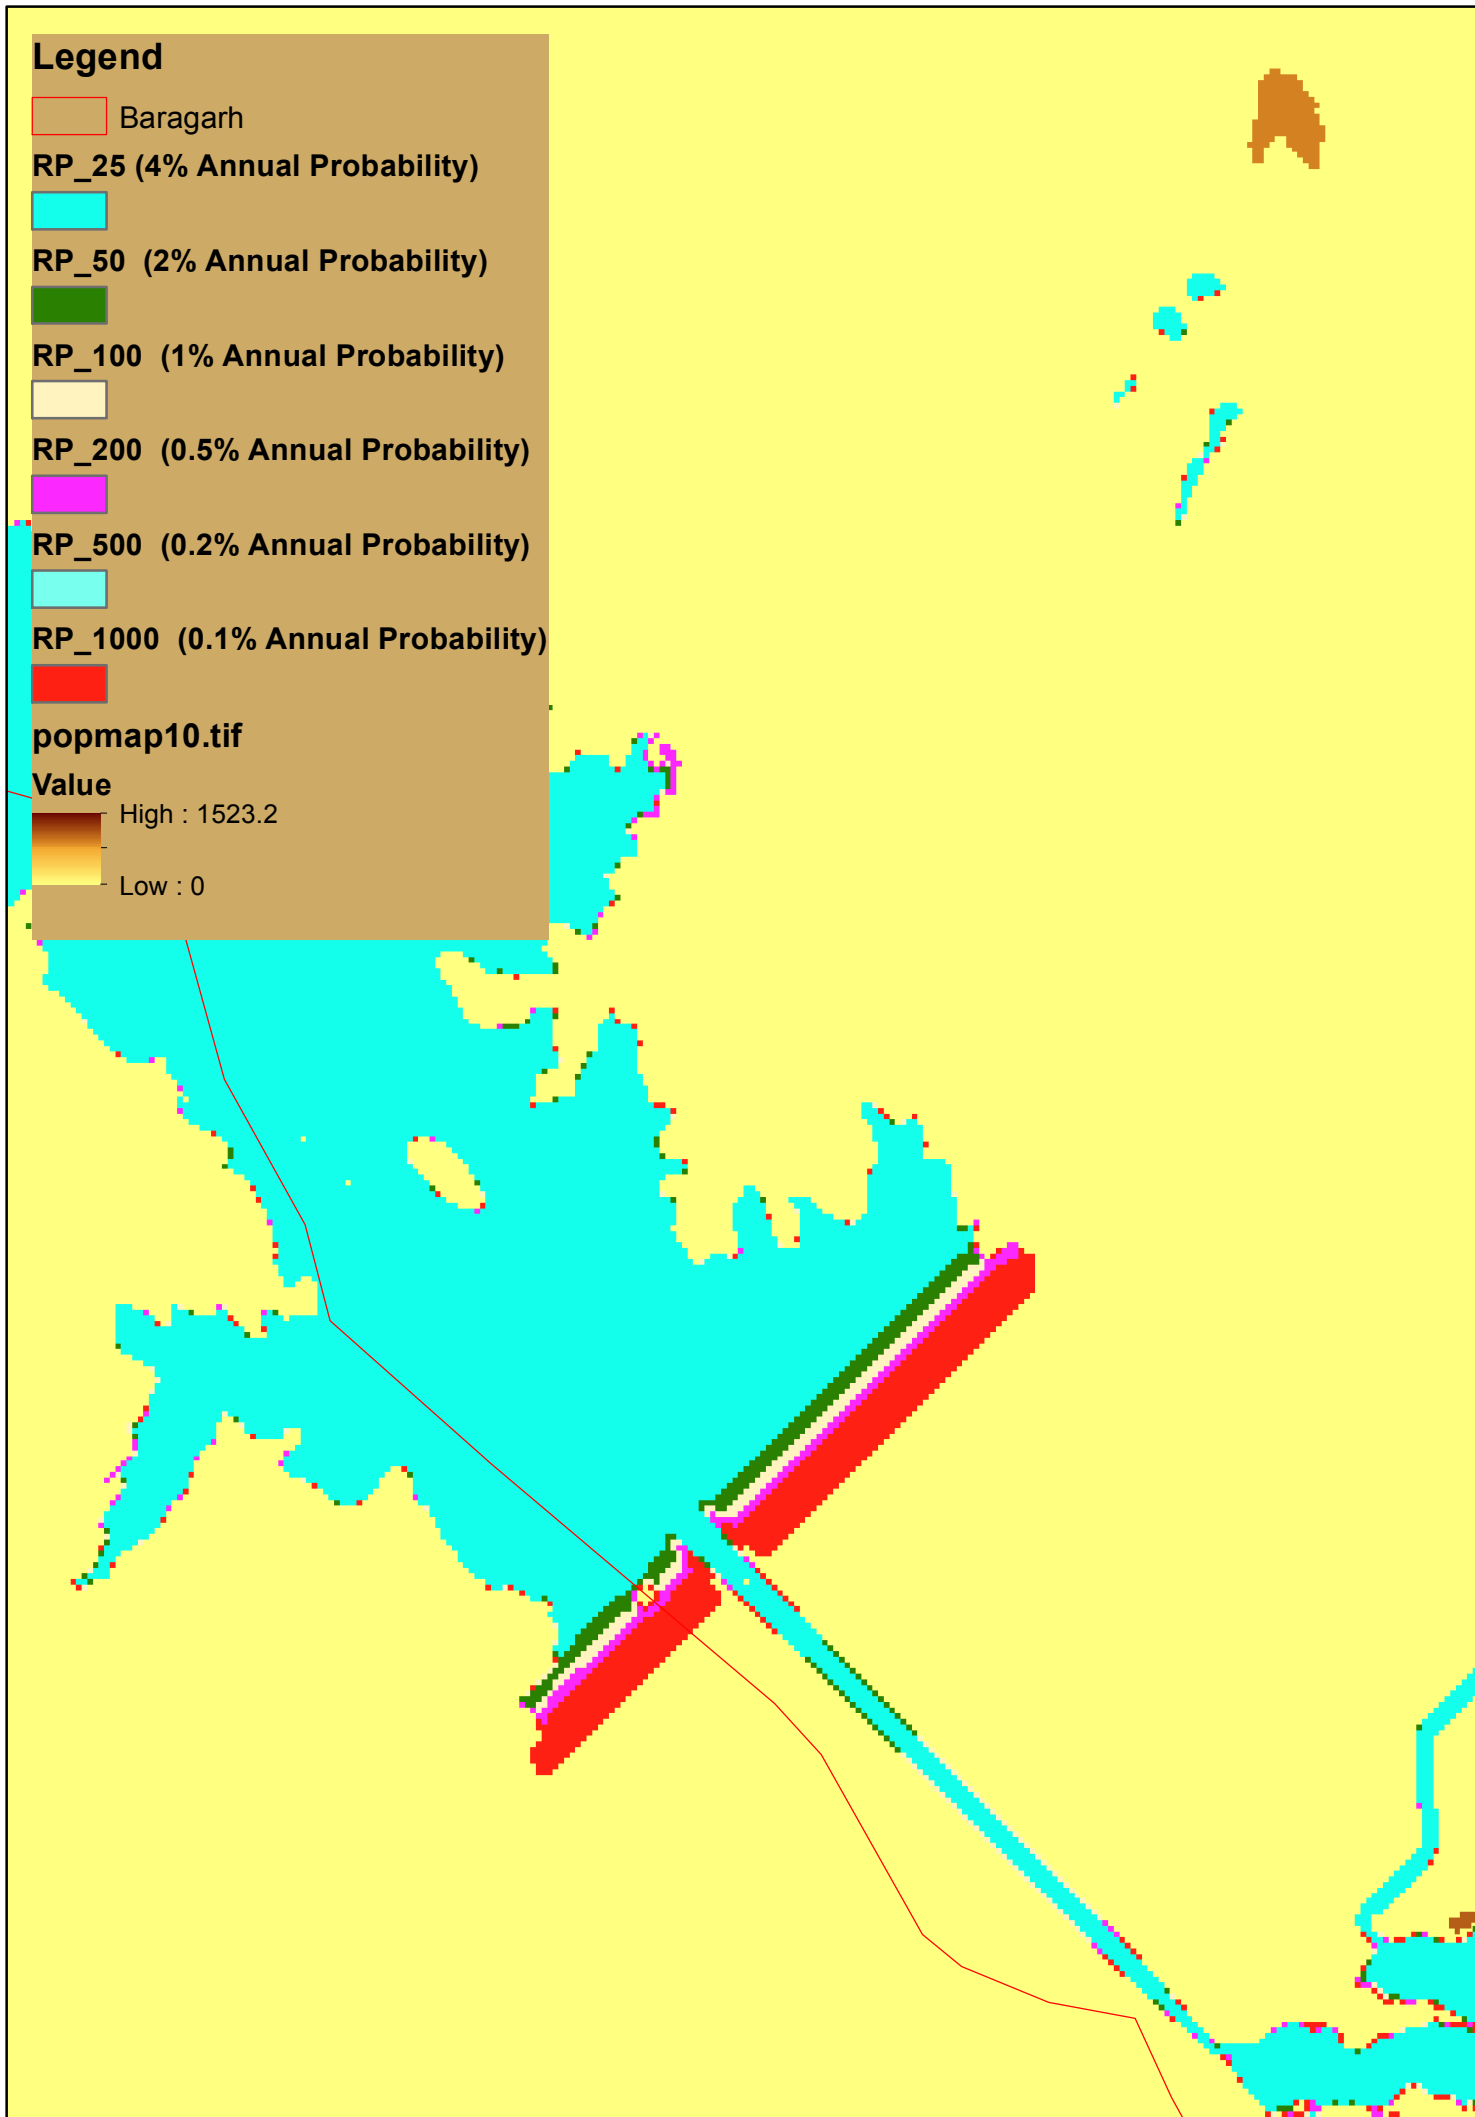 Legend
Baragarh
RP_25 (4% Annual Probability)
RP_50  (2% Annual Probability)
RP_100  (1% Annual Probability)
RP_200  (0.5% Annual Probability)
RP_500  (0.2% Annual Probability)
RP_1000  (0.1% Annual Probability)
popmap10.tif
Value
High : 1523.2
Low : 0